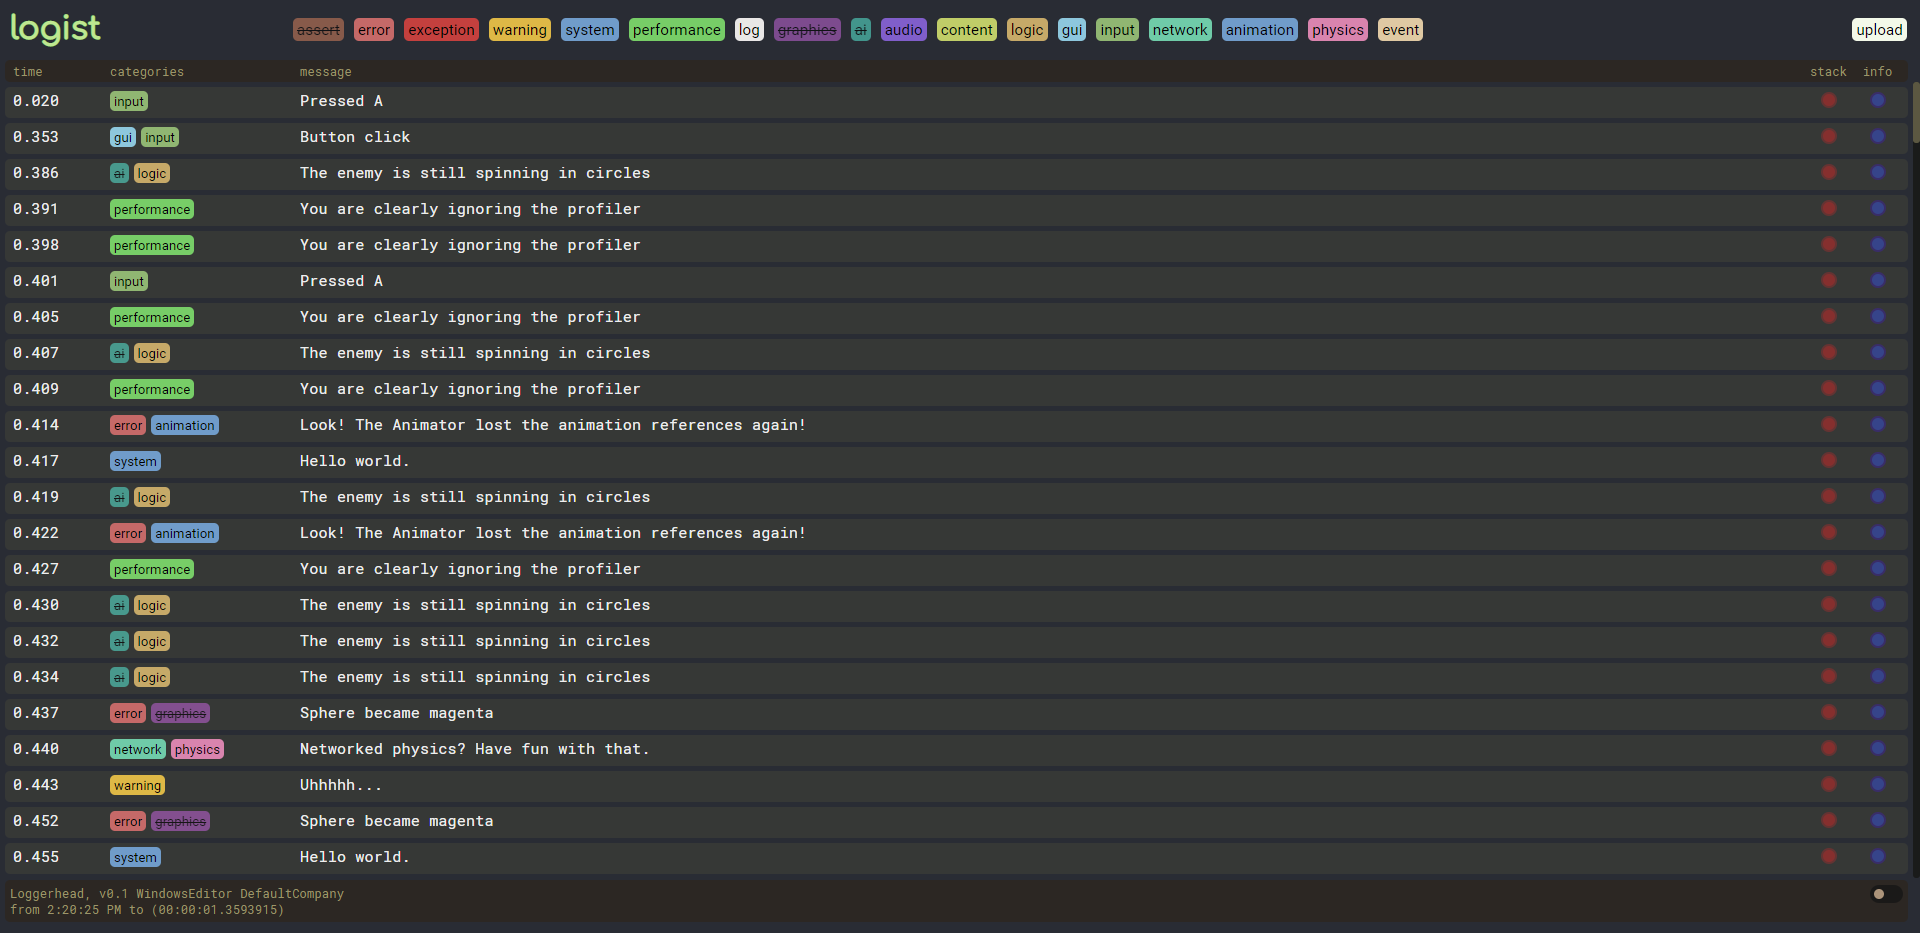 logist assert error exception warning system performance log graphics ai audio content logic gui input network animation physics event upload
time categories message stack info
0.020 input Pressed A
0.353 gui input Button click
0.386 ai logic The enemy is still spinning in circles
0.391 performance You are clearly ignoring the profiler
0.398 performance You are clearly ignoring the profiler
0.401 input Pressed A
0.405 performance You are clearly ignoring the profiler
0.407 ai logic The enemy is still spinning in circles
0.409 performance You are clearly ignoring the profiler
0.414 error animation Look! The Animator lost the animation references again!
0.417 system Hello world.
0.419 ai logic The enemy is still spinning in circles
0.422 error animation Look! The Animator lost the animation references again!
0.427 performance You are clearly ignoring the profiler
0.430 ai logic The enemy is still spinning in circles
0.432 ai logic The enemy is still spinning in circles
0.434 ai logic The enemy is still spinning in circles
0.437 error graphics Sphere became magenta
0.440 network physics Networked physics? Have fun with that.
0.443 warning Uhhhhh...
0.452 error graphics Sphere became magenta
0.455 system Hello world.
Loggerhead, v0.1 WindowsEditor DefaultCompany
from 2:20:25 PM to (00:00:01.3593915)